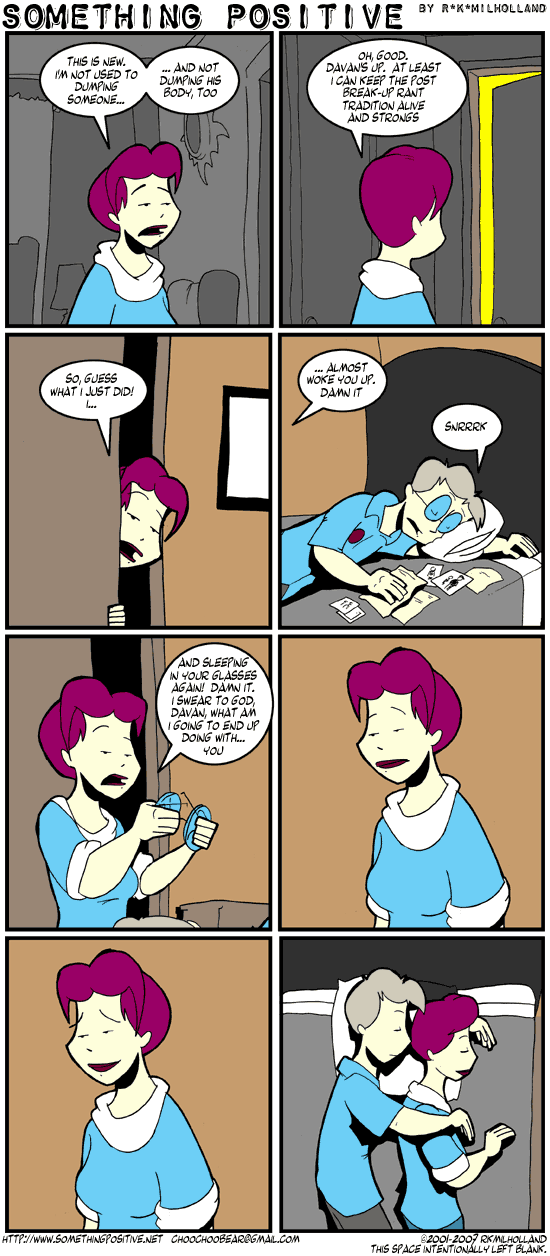 SOMETHING POSITIVE BY R*K*MILHOLLAND
THIS IS NEW.
I'M NOT USED TO
DUMPING
SOMEONE...
... AND NOT
DUMPING HIS
BODY, TOO
OH, GOOD.
DAVAN'S UP. AT LEAST
I CAN KEEP THE POST
BREAK-UP RANT
TRADITION ALIVE
AND STRONGS
SO, GUESS
WHAT I JUST DID!
I...
... ALMOST
WOKE YOU UP.
DAMN IT
SNRRRK
AND SLEEPING
IN YOUR GLASSES
AGAIN! DAMN IT.
I SWEAR TO GOD,
DAVAN, WHAT AM
I GOING TO END UP
DOING WITH...
YOU
HTTP://WWW.SOMETHINGPOSITIVE.NET CHOOCHOOBEAR@GMAIL.COM
©2001-2009 RKMILHOLLAND
THIS SPACE INTENTIONALLY LEFT BLANK